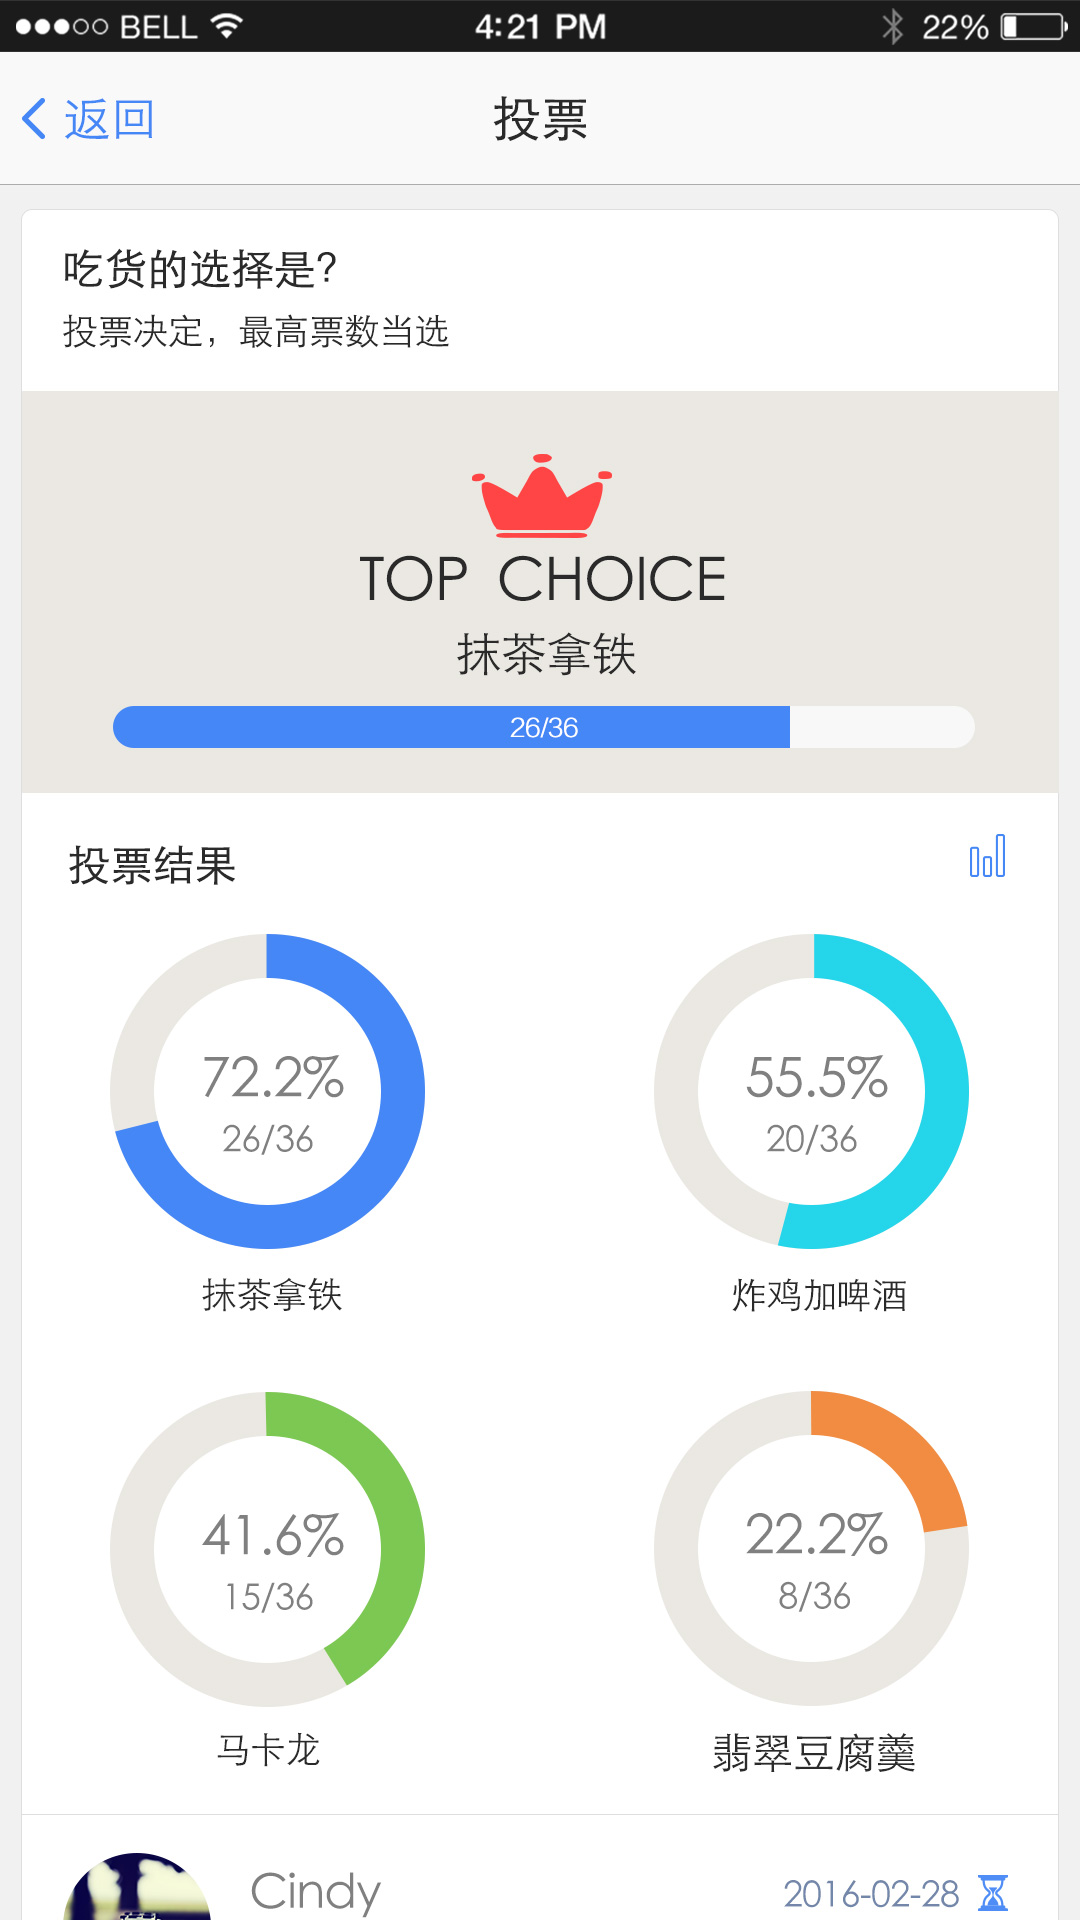 BELL 4:21 PM 22%
返回 投票
吃货的选择是?
投票决定，最高票数当选
TOP CHOICE
抹茶拿铁
26/36
投票结果
72.2% 55.5%
26/36 20/36
抹茶拿铁 炸鸡加啤酒
41.6% 22.2%
15/36 8/36
马卡龙 翡翠豆腐羹
Cindy 2016-02-28